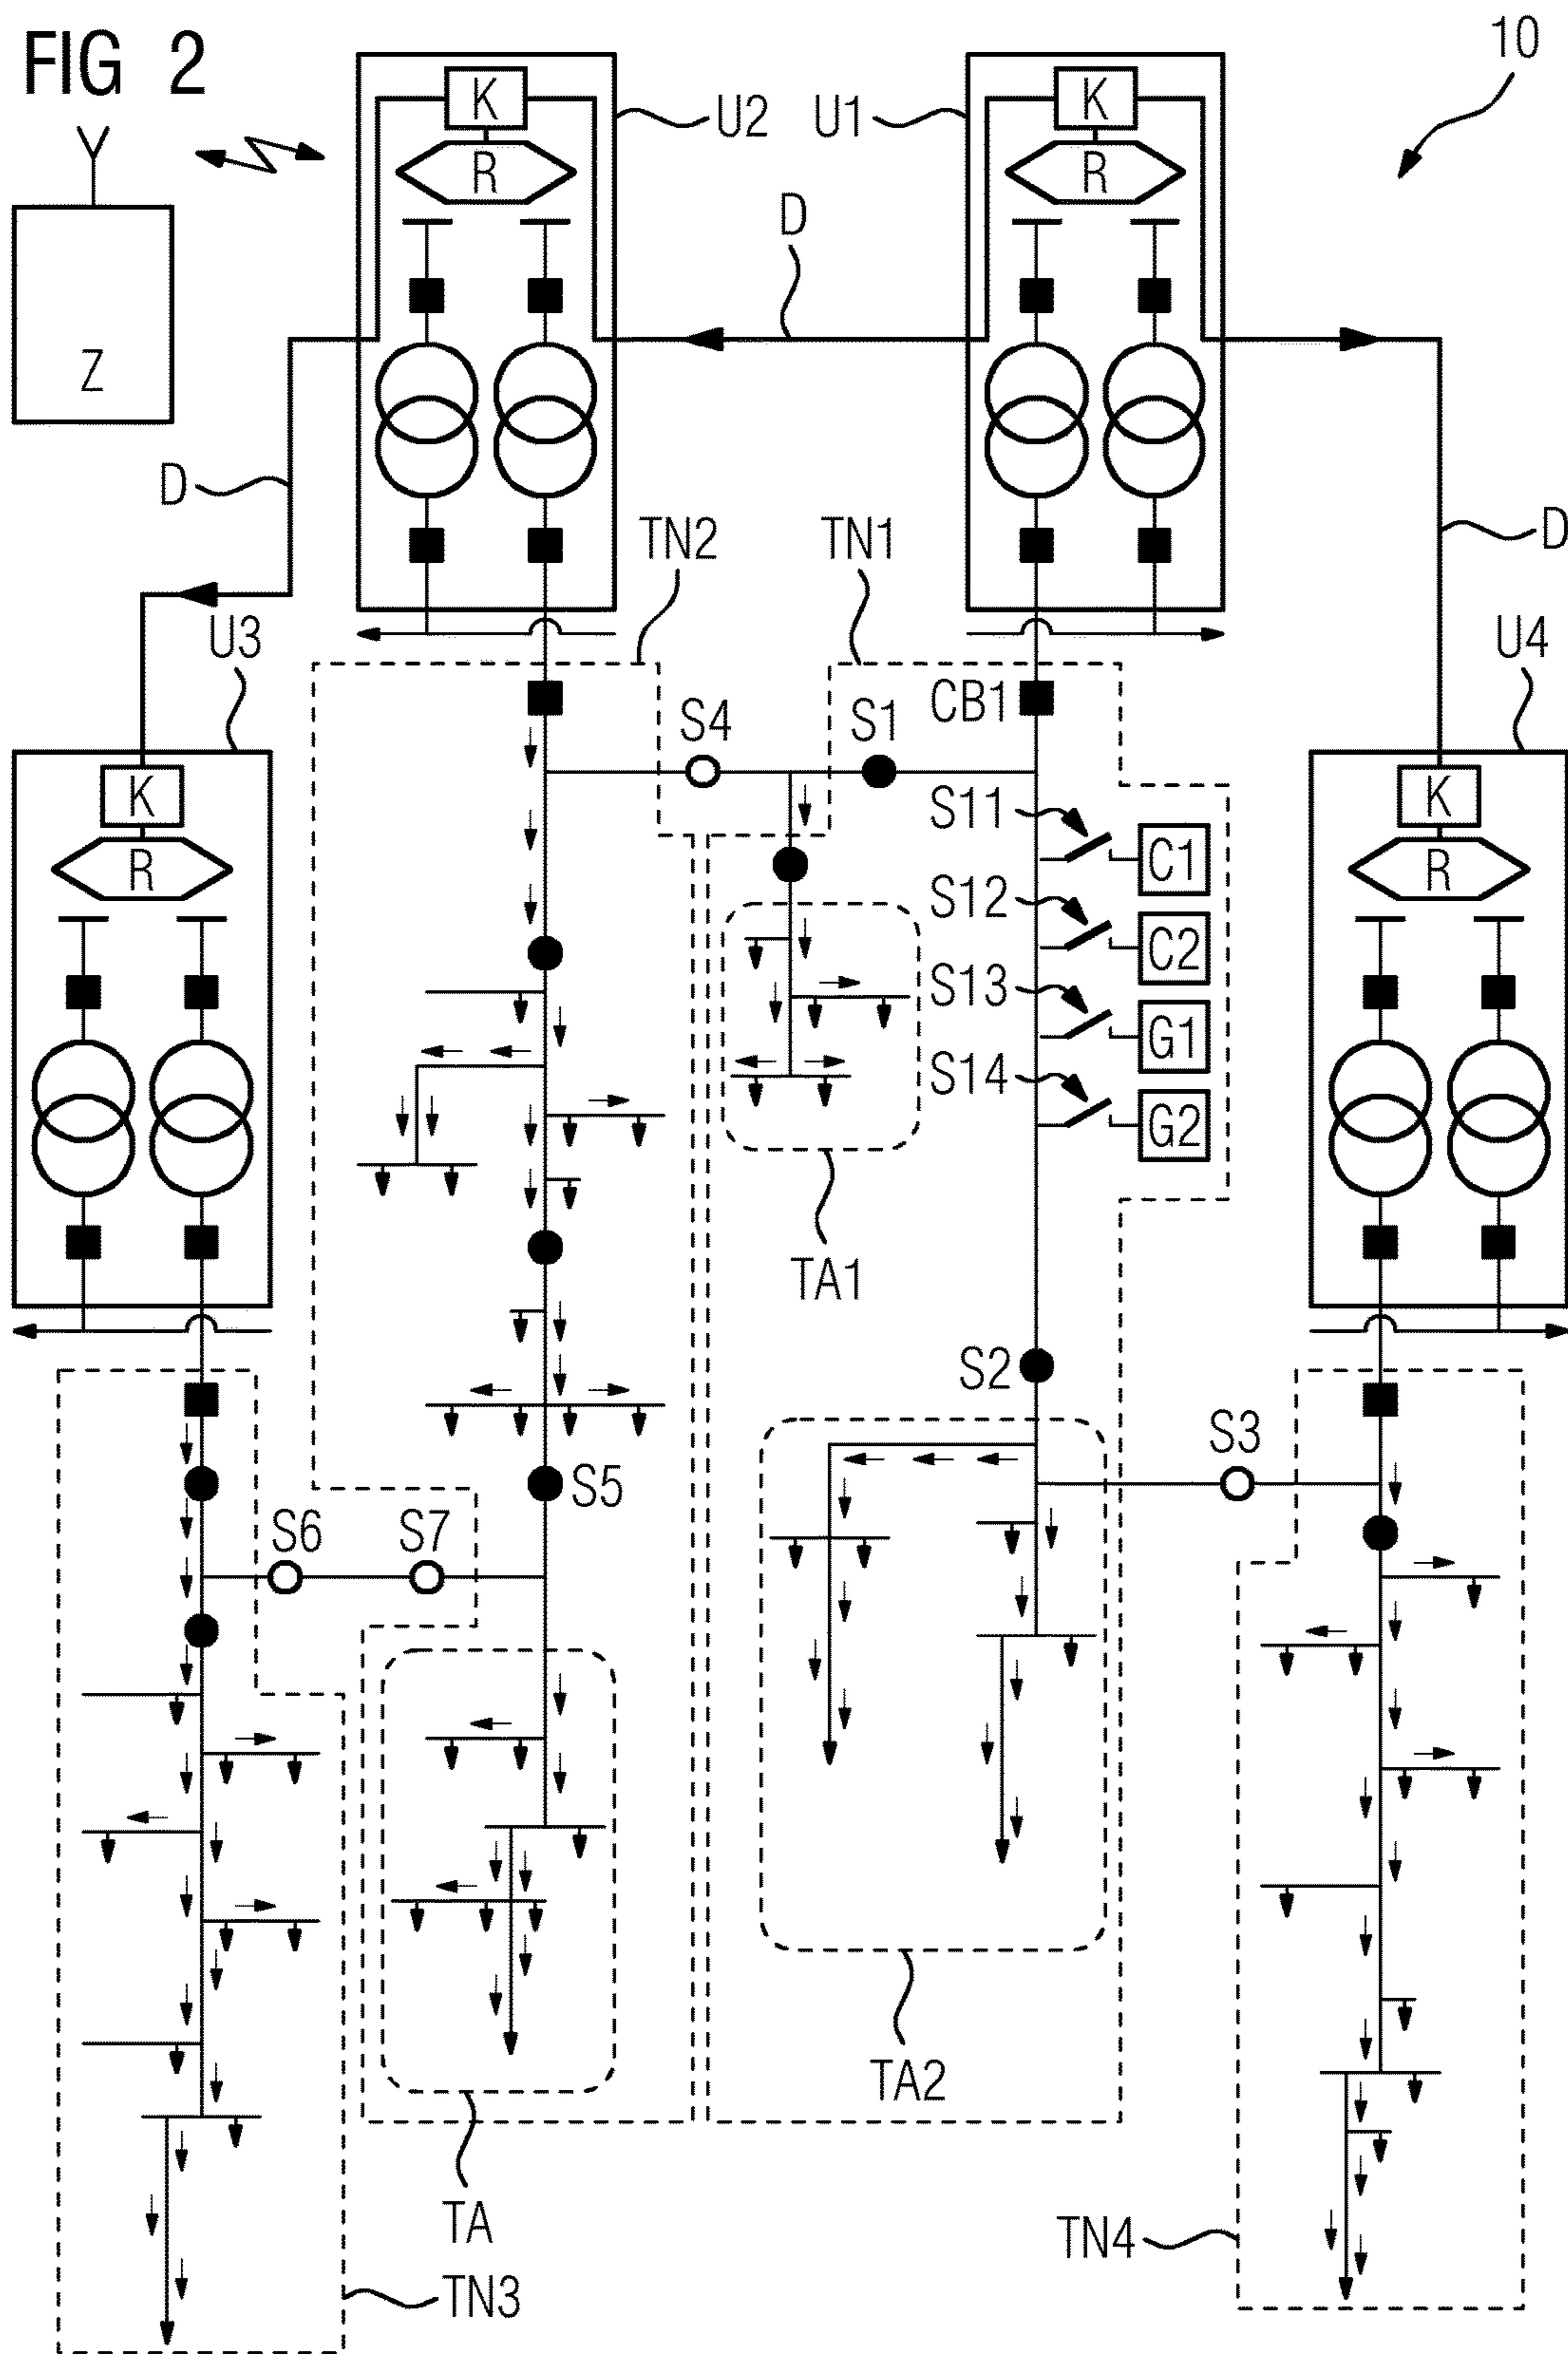 FIG 2
10
K
U2
U1
K
R
R
D
Z
D
TN2
TN1
D
U3
U4
S4
S1
CB1
K
K
S11
C1
R
R
S12
C2
S13
G1
S14
G2
TA1
S2
S3
S5
S6
S7
TA2
TA
TN4
TN3